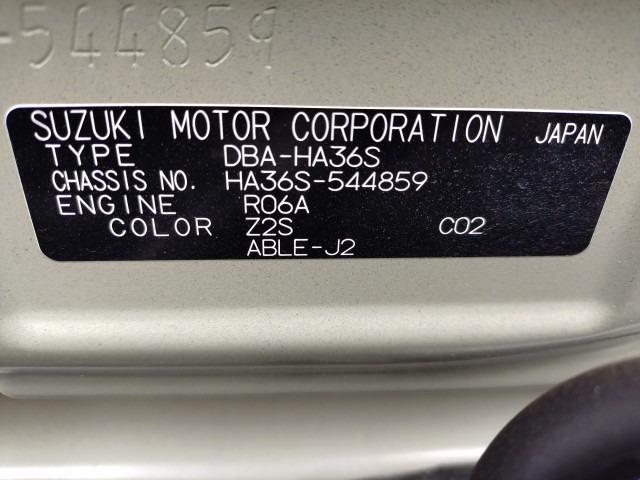 -544859
SUZUKI MOTOR CORPORATION JAPAN
TYPE DBA-HA36S
CHASSIS NO. HA36S-544859
ENGINE R06A
COLOR Z2S C02
ABLE-J2